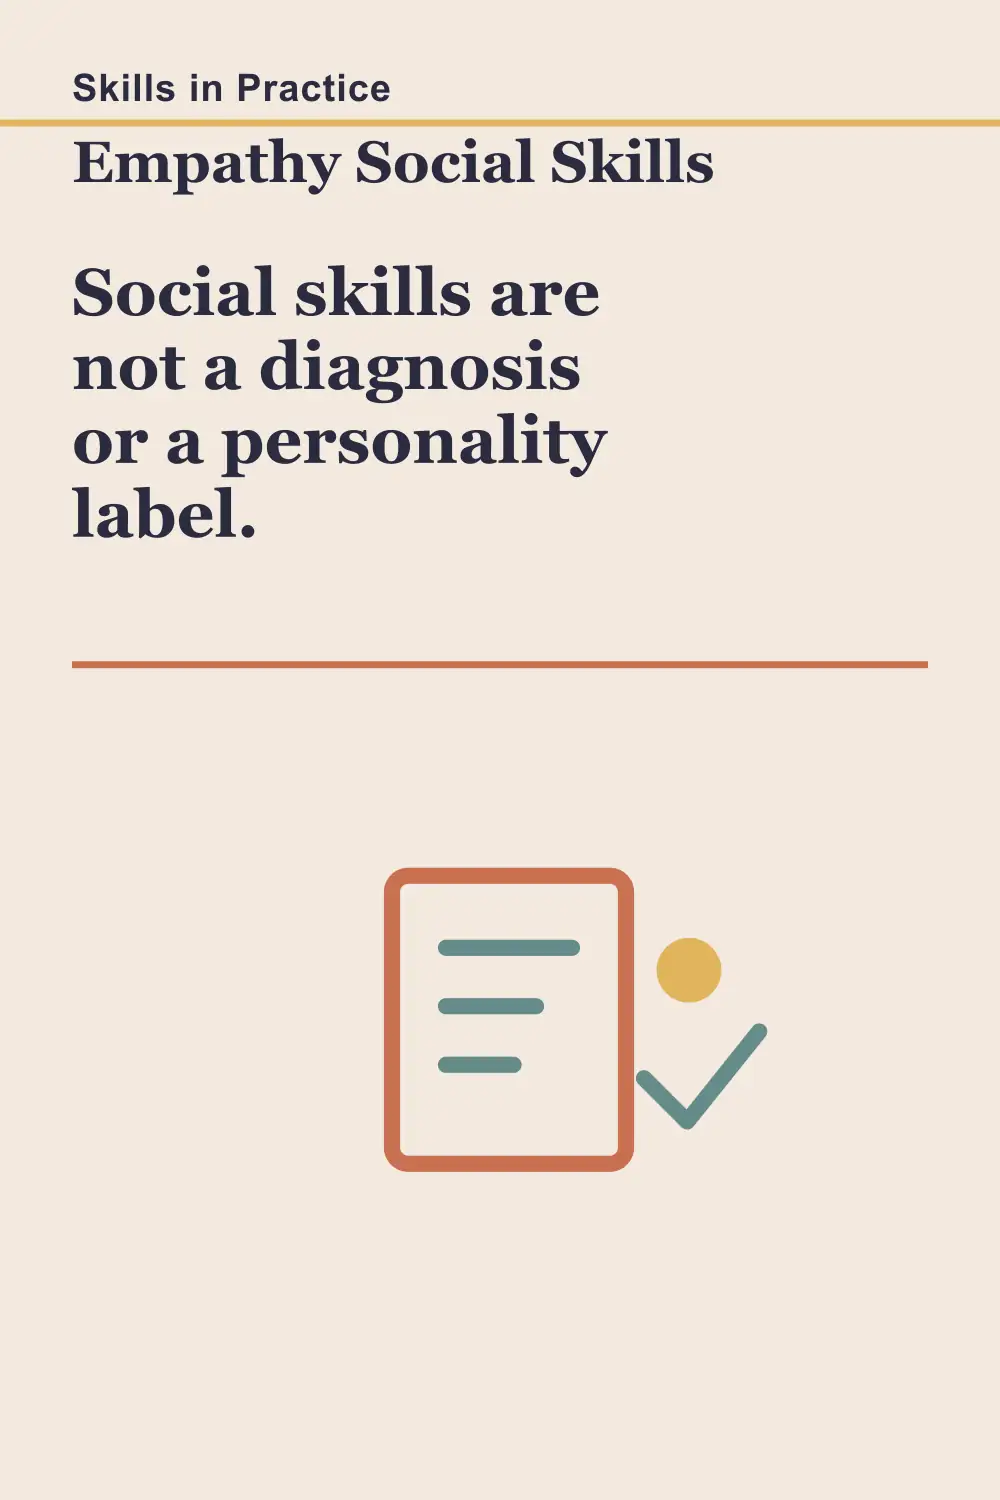 Skills in Practice
Empathy Social Skills
Social skills are
not a diagnosis
or a personality
label.